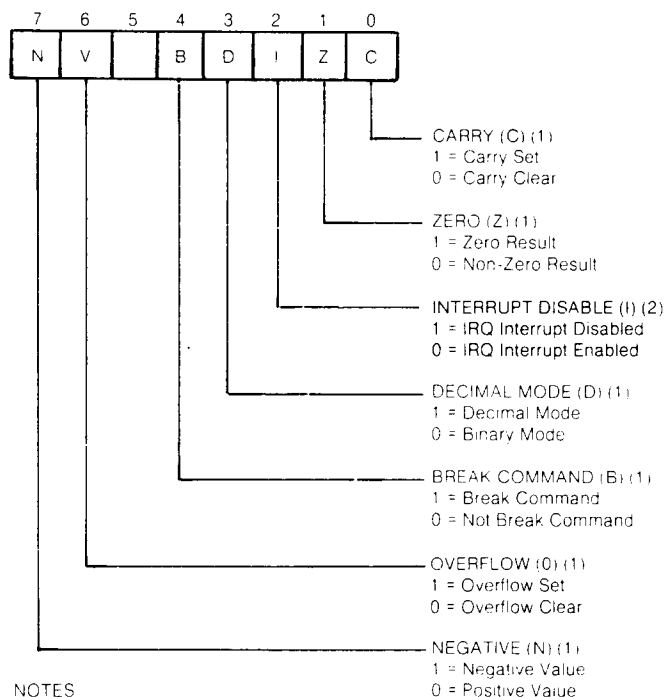 7 6 5 4 3 2 1 0
N V B D I Z C
CARRY (C) (1)
1 = Carry Set
0 = Carry Clear
ZERO (Z) (1)
1 = Zero Result
0 = Non-Zero Result
INTERRUPT DISABLE (I) (2)
1 = IRQ Interrupt Disabled
0 = IRQ Interrupt Enabled
DECIMAL MODE (D) (1)
1 = Decimal Mode
0 = Binary Mode
BREAK COMMAND (B) (1)
1 = Break Command
0 = Not Break Command
OVERFLOW (0) (1)
1 = Overflow Set
0 = Overflow Clear
NEGATIVE (N) (1)
1 = Negative Value
0 = Positive Value
NOTES